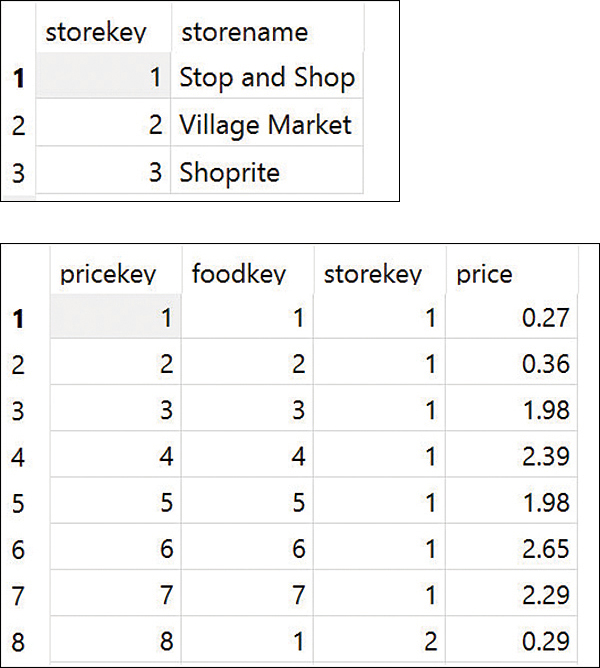 storekey storename
1 1 Stop and Shop
2 2 Village Market
3 3 Shoprite
pricekey foodkey storekey price
1 1 1 1 0.27
2 2 2 1 0.36
3 3 3 1 1.98
4 4 4 1 2.39
5 5 5 1 1.98
6 6 6 1 2.65
7 7 7 1 2.29
8 8 1 2 0.29